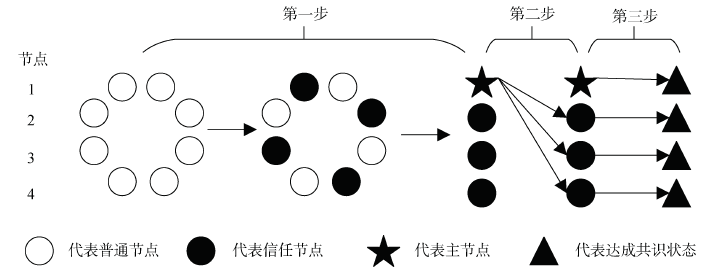 第一步
第二步
第三步
节点
1
2
3
4
代表普通节点
代表信任节点
代表主节点
代表达成共识状态